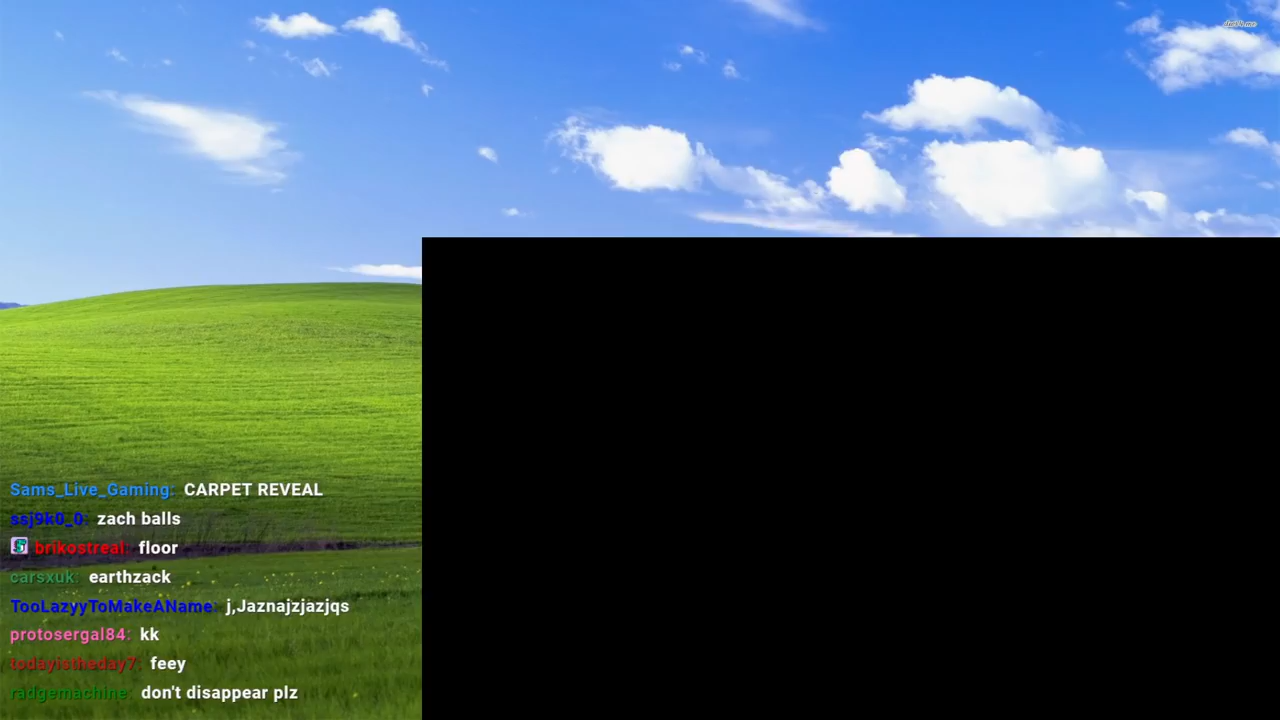 Sams_Live_Gaming: CARPET REVEAL
ssj9k0_0: zach balls
brikostreal: floor
carsxuk: earthzack
TooLazyyToMakeAName: j,Jaznajzjazjqs
protosergal84: kk
todayistheday7: feey
radgemachine: don't disappear plz